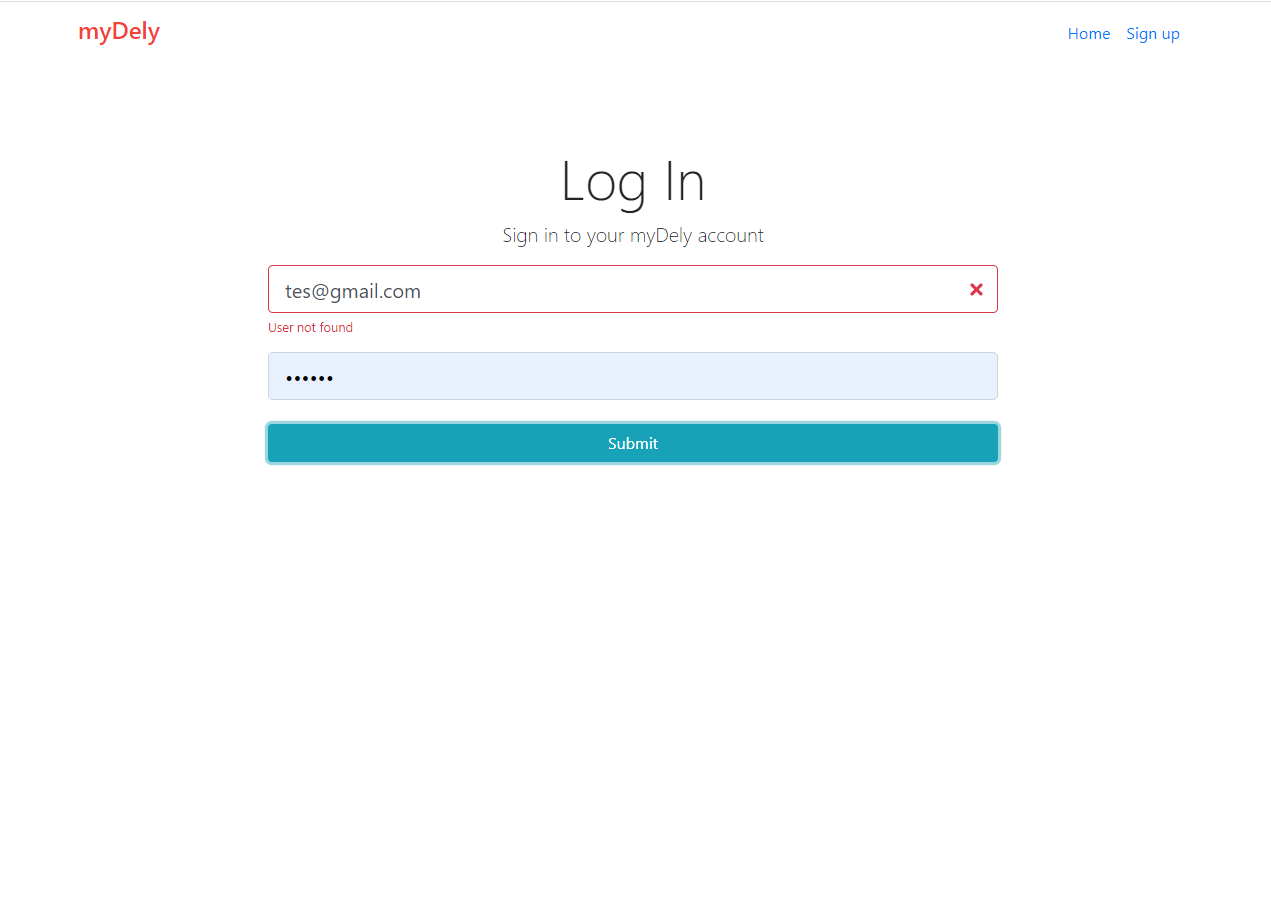 myDely
Home Sign up
Log In
Sign in to your myDely account
tes@gmail.com
User not found
••••••
Submit